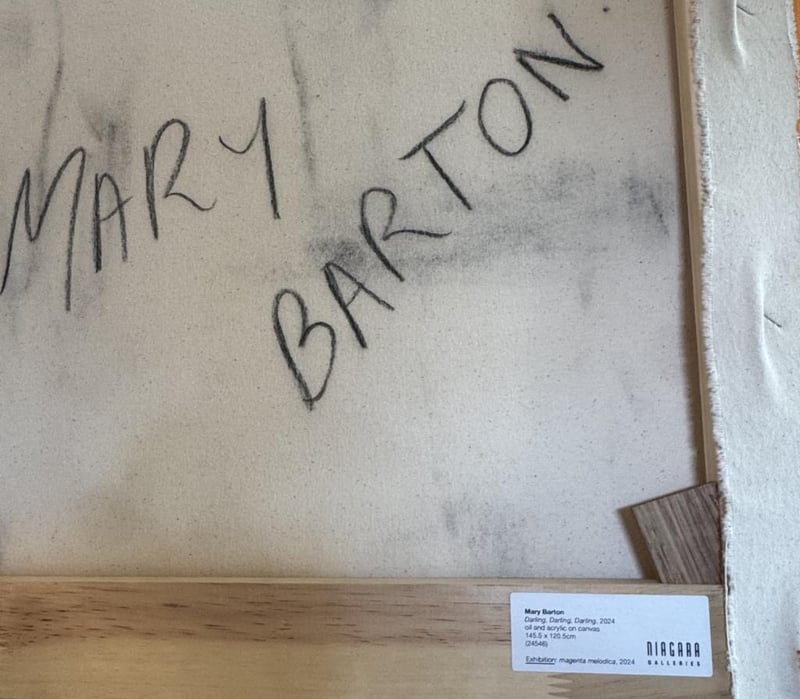 MARY
BARTON.
Mary Barton
Darling, Darling, Darling, 2024
oil and acrylic on canvas
145.5 x 120.5cm
(24546)
Exhibition: magenta melodica, 2024
NIAGARA
GALLERIES